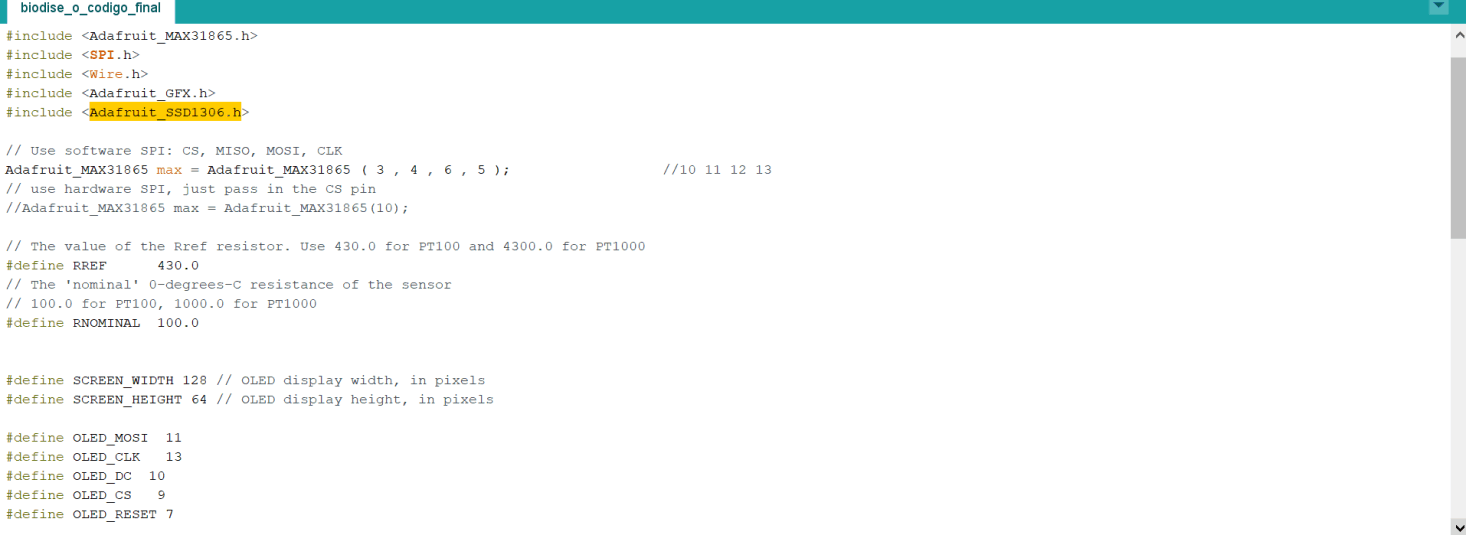 biodise_o_codigo_final
#include <Adafruit_MAX31865.h>
#include <SPI.h>
#include <Wire.h>
#include <Adafruit_GFX.h>
#include <Adafruit_SSD1306.h>
// Use software SPI: CS, MISO, MOSI, CLK
Adafruit_MAX31865 max = Adafruit_MAX31865 ( 3 , 4 , 6 , 5 ); //10 11 12 13
// use hardware SPI, just pass in the CS pin
//Adafruit_MAX31865 max = Adafruit_MAX31865(10);
// The value of the Rref resistor. Use 430.0 for PT100 and 4300.0 for PT1000
#define RREF 430.0
// The 'nominal' 0-degrees-C resistance of the sensor
// 100.0 for PT100, 1000.0 for PT1000
#define RNOMINAL 100.0
#define SCREEN_WIDTH 128 // OLED display width, in pixels
#define SCREEN_HEIGHT 64 // OLED display height, in pixels
#define OLED_MOSI 11
#define OLED_CLK 13
#define OLED_DC 10
#define OLED_CS 9
#define OLED_RESET 7